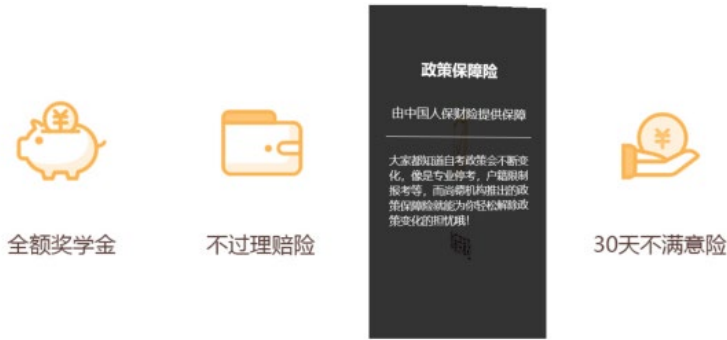 政策保障险
由中国人保财险提供保障
大家都知道自考政策会不断变
化，像是专业停考，户籍限制
报考等，而尚德机构推出的政
策保障险就能为你轻松解除政
策变化的担忧哦!
全额奖学金
不过理赔险
30天不满意险